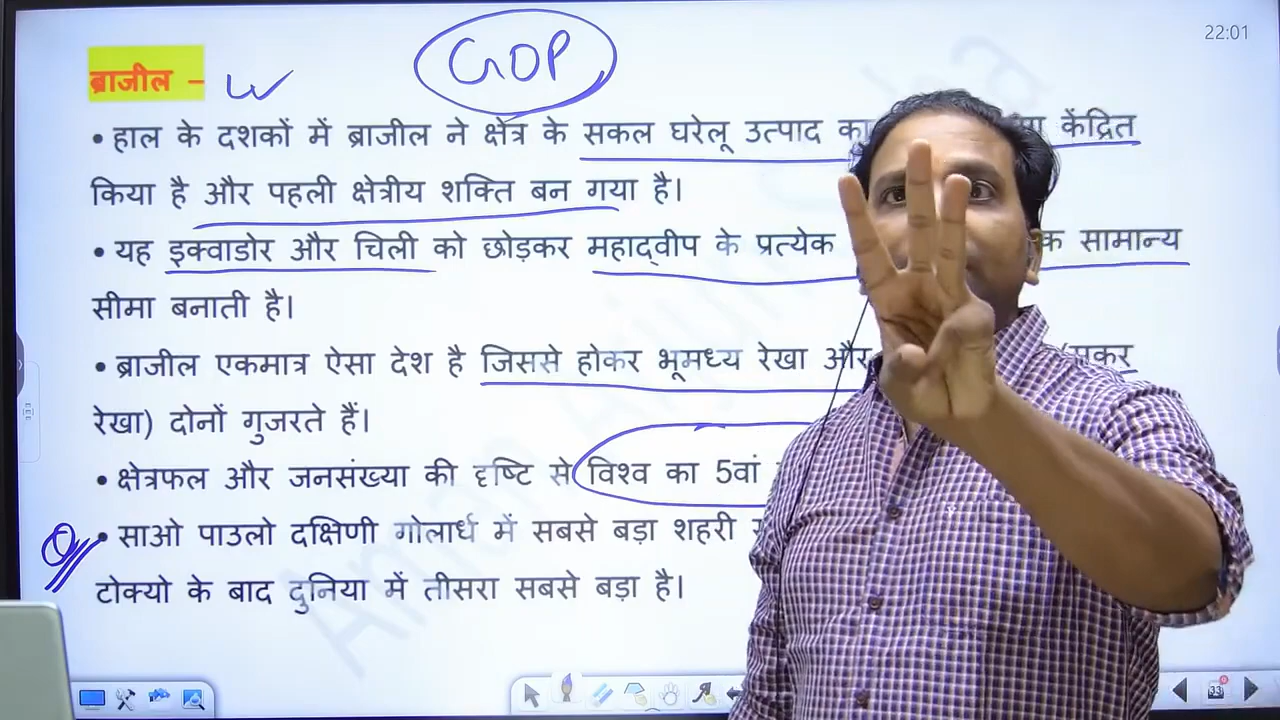 22:01
GDP
ब्राजील –
• हाल के दशकों में ब्राजील ने क्षेत्र के सकल घरेलू उत्पाद का केंद्रित
किया है और पहली क्षेत्रीय शक्ति बन गया है।
• यह इक्वाडोर और चिली को छोड़कर महाद्वीप के प्रत्येक क सामान्य
सीमा बनाती है।
• ब्राजील एकमात्र ऐसा देश है जिससे होकर भूमध्य रेखा और (मकर
रेखा) दोनों गुजरते हैं।
• क्षेत्रफल और जनसंख्या की दृष्टि से विश्व का 5वां
• साओ पाउलो दक्षिणी गोलार्ध में सबसे बड़ा शहरी
टोक्यो के बाद दुनिया में तीसरा सबसे बड़ा है।
33